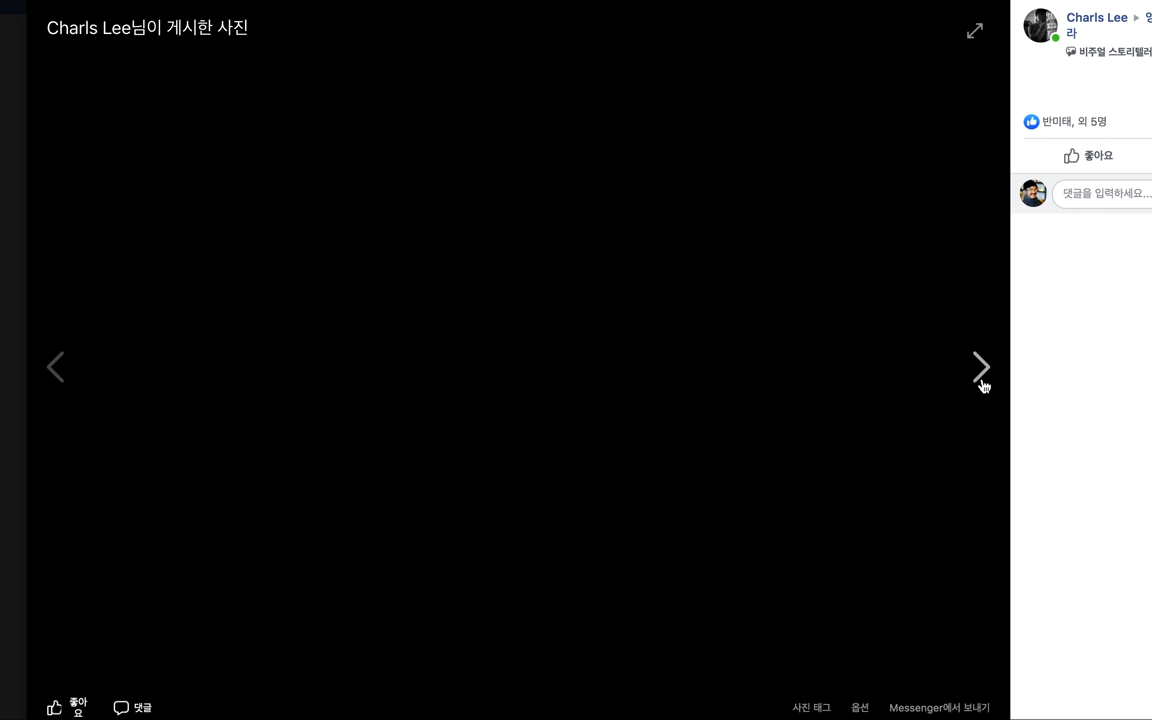 Charls Lee님이 게시한 사진
Charls Lee
라
비주얼 스토리텔러
반미태, 외 5명
좋아요
댓글을 입력하세요...
좋아
요
댓글
사진 태그
옵션
Messenger에서 보내기